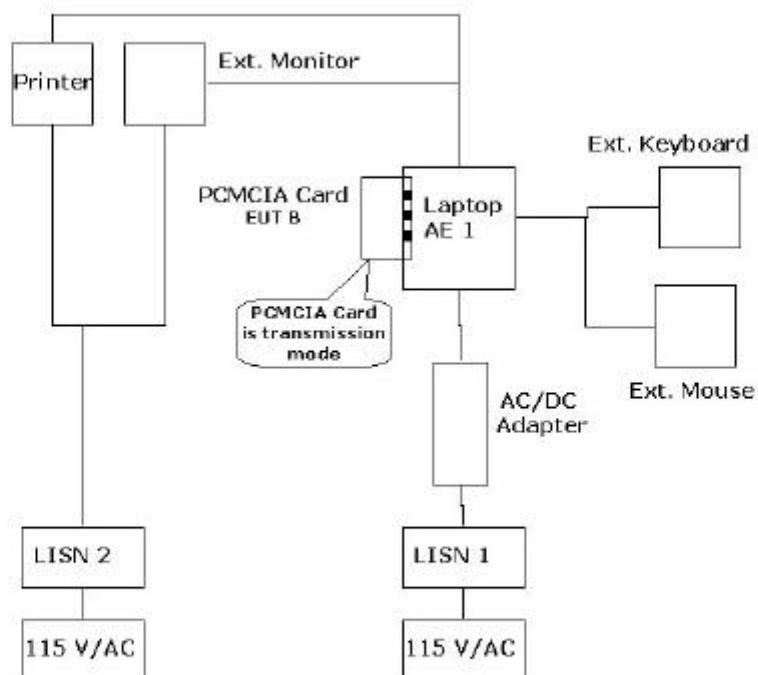 Printer
Ext. Monitor
Ext. Keyboard
PCMCIA Card
EUT B
Laptop
AE 1
PCMCIA Card
is transmission
mode
Ext. Mouse
AC/DC
Adapter
LISN 2
LISN 1
115 V/AC
115 V/AC